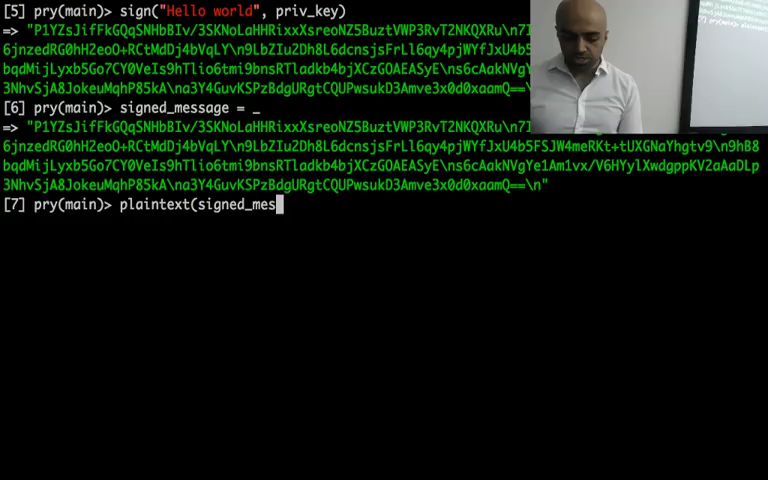 [5] pry(main)> sign("Hello world", priv_key)
=> "P1YZsJifFkGQqSNHbBIv/3SKNoLaHHRixxXsreoNZ5BuztVWP3RvT2NKQXRu\n7I
6jnzedRG0hH2eoO+RCtMdDj4bVqLY\n9LbZIu2Dh8L6dcnsjsFrLl6qy4pjWYfJxU4b5
bqdMijLyxb5Go7CY0VeIs9hTlio6tmi9bnsRTladkb4bjXCzGOAEASyE\ns6cAakNVgY
3NhvSjA8JokeuMqhP85kA\na3Y4GuvKSPzBdgURgtCQUPwsukD3Amve3x0d0xaamQ==\
[6] pry(main)> signed_message = _
=> "P1YZsJifFkGQqSNHbBIv/3SKNoLaHHRixxXsreoNZ5BuztVWP3RvT2NKQXRu\n7I
6jnzedRG0hH2eoO+RCtMdDj4bVqLY\n9LbZIu2Dh8L6dcnsjsFrLl6qy4pjWYfJxU4b5FSJW4meRKt+tUXGNaYhgtv9\n9hB8
bqdMijLyxb5Go7CY0VeIs9hTlio6tmi9bnsRTladkb4bjXCzGOAEASyE\ns6cAakNVgYe1Am1vx/V6HYylXwdgppKV2aAaDLp
3NhvSjA8JokeuMqhP85kA\na3Y4GuvKSPzBdgURgtCQUPwsukD3Amve3x0d0xaamQ==\n"
[7] pry(main)> plaintext(signed_mes